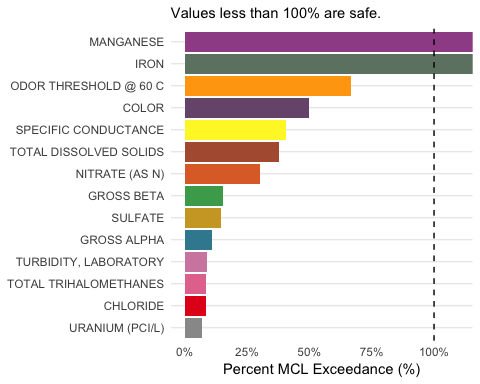 Values less than 100% are safe.
MANGANESE
IRON
ODOR THRESHOLD @ 60 C
COLOR
SPECIFIC CONDUCTANCE
TOTAL DISSOLVED SOLIDS
NITRATE (AS N)
GROSS BETA
SULFATE
GROSS ALPHA
TURBIDITY, LABORATORY
TOTAL TRIHALOMETHANES
CHLORIDE
URANIUM (PCI/L)
0% 25% 50% 75% 100%
Percent MCL Exceedance (%)